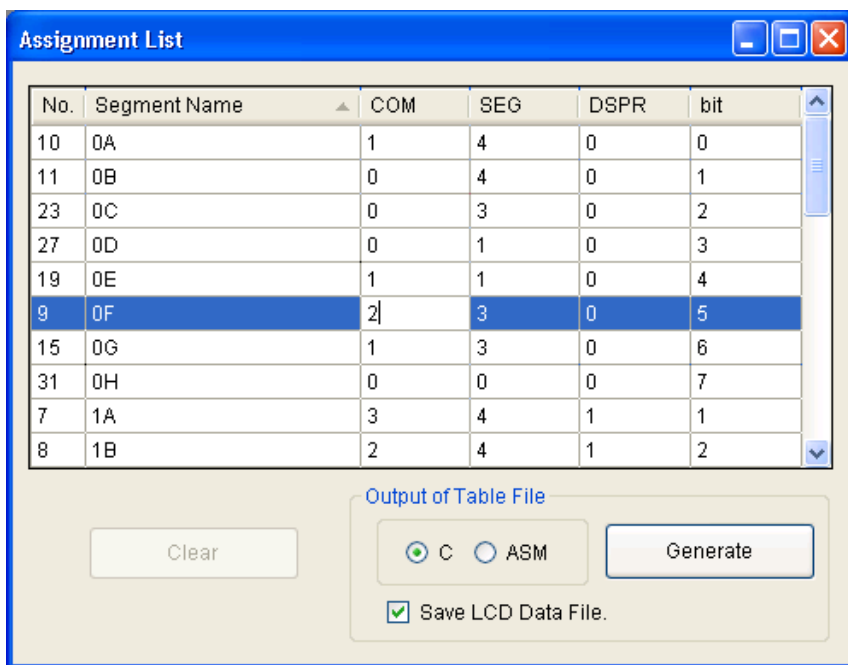 Assignment List
No. Segment Name COM SEG DSPR bit
10 0A 1 4 0 0
11 0B 0 4 0 1
23 0C 0 3 0 2
27 0D 0 1 0 3
19 0E 1 1 0 4
9 0F 2 3 0 5
15 0G 1 3 0 6
31 0H 0 0 0 7
7 1A 3 4 1 1
8 1B 2 4 1 2
Output of Table File
Clear C ASM Generate
Save LCD Data File.